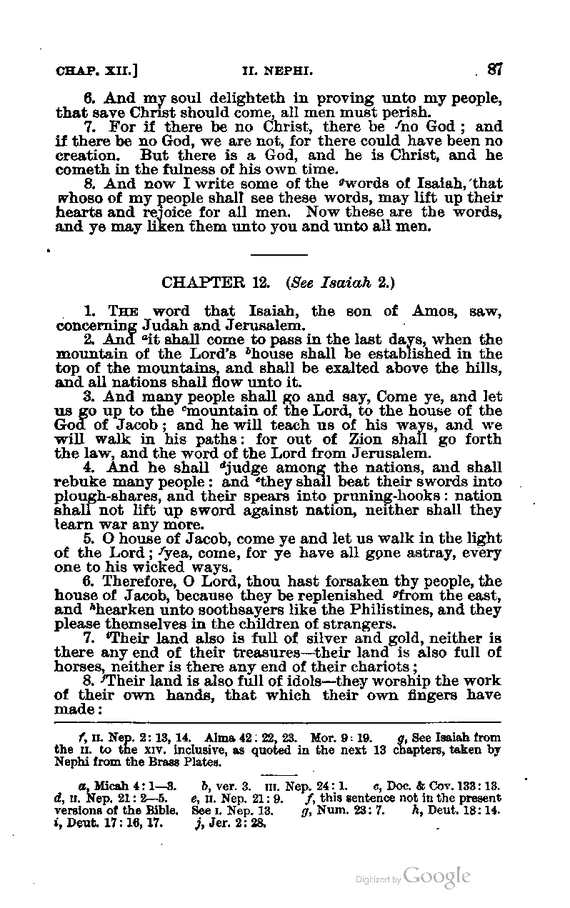 CHAP. XII.] II. NEPHI. 87
6. And my soul delighteth in proving unto my people,
that save Christ should come, all men must perish.
7. For if there be no Christ, there be ᶠno God; and
if there be no God, we are not, for there could have been no
creation. But there is a God, and he is Christ, and he
cometh in the fulness of his own time.
8. And now I write some of the ᵍwords of Isaiah, that
whoso of my people shall see these words, may lift up their
hearts and rejoice for all men. Now these are the words,
and ye may liken them unto you and unto all men.
CHAPTER 12. (See Isaiah 2.)
1. THE word that Isaiah, the son of Amos, saw,
concerning Judah and Jerusalem.
2. And ᵃit shall come to pass in the last days, when the
mountain of the Lord's ᵇhouse shall be established in the
top of the mountains, and shall be exalted above the hills,
and all nations shall flow unto it.
3. And many people shall go and say, Come ye, and let
us go up to the ᶜmountain of the Lord, to the house of the
God of Jacob; and he will teach us of his ways, and we
will walk in his paths: for out of Zion shall go forth
the law, and the word of the Lord from Jerusalem.
4. And he shall ᵈjudge among the nations, and shall
rebuke many people: and ᵉthey shall beat their swords into
plough-shares, and their spears into pruning-hooks: nation
shall not lift up sword against nation, neither shall they
learn war any more.
5. O house of Jacob, come ye and let us walk in the light
of the Lord; ᶠyea, come, for ye have all gone astray, every
one to his wicked ways.
6. Therefore, O Lord, thou hast forsaken thy people, the
house of Jacob, because they be replenished ᵍfrom the east,
and ʰhearken unto soothsayers like the Philistines, and they
please themselves in the children of strangers.
7. ⁱTheir land also is full of silver and gold, neither is
there any end of their treasures—their land is also full of
horses, neither is there any end of their chariots;
8. ʲTheir land is also full of idols—they worship the work
of their own hands, that which their own fingers have
made:
f, II. Nep. 2: 13, 14. Alma 42: 22, 23. Mor. 9: 19. g, See Isaiah from
the II. to the XIV. inclusive, as quoted in the next 13 chapters, taken by
Nephi from the Brass Plates.
a, Micah 4: 1—3. b, ver. 3. III. Nep. 24: 1. c, Doc. & Cov. 133: 13.
d, II. Nep. 21: 2—5. e, II. Nep. 21: 9. f, this sentence not in the present
versions of the Bible. See I. Nep. 13. g, Num. 23: 7. h, Deut. 18: 14.
i, Deut. 17: 16, 17. j, Jer. 2: 28.
Digitized by Google